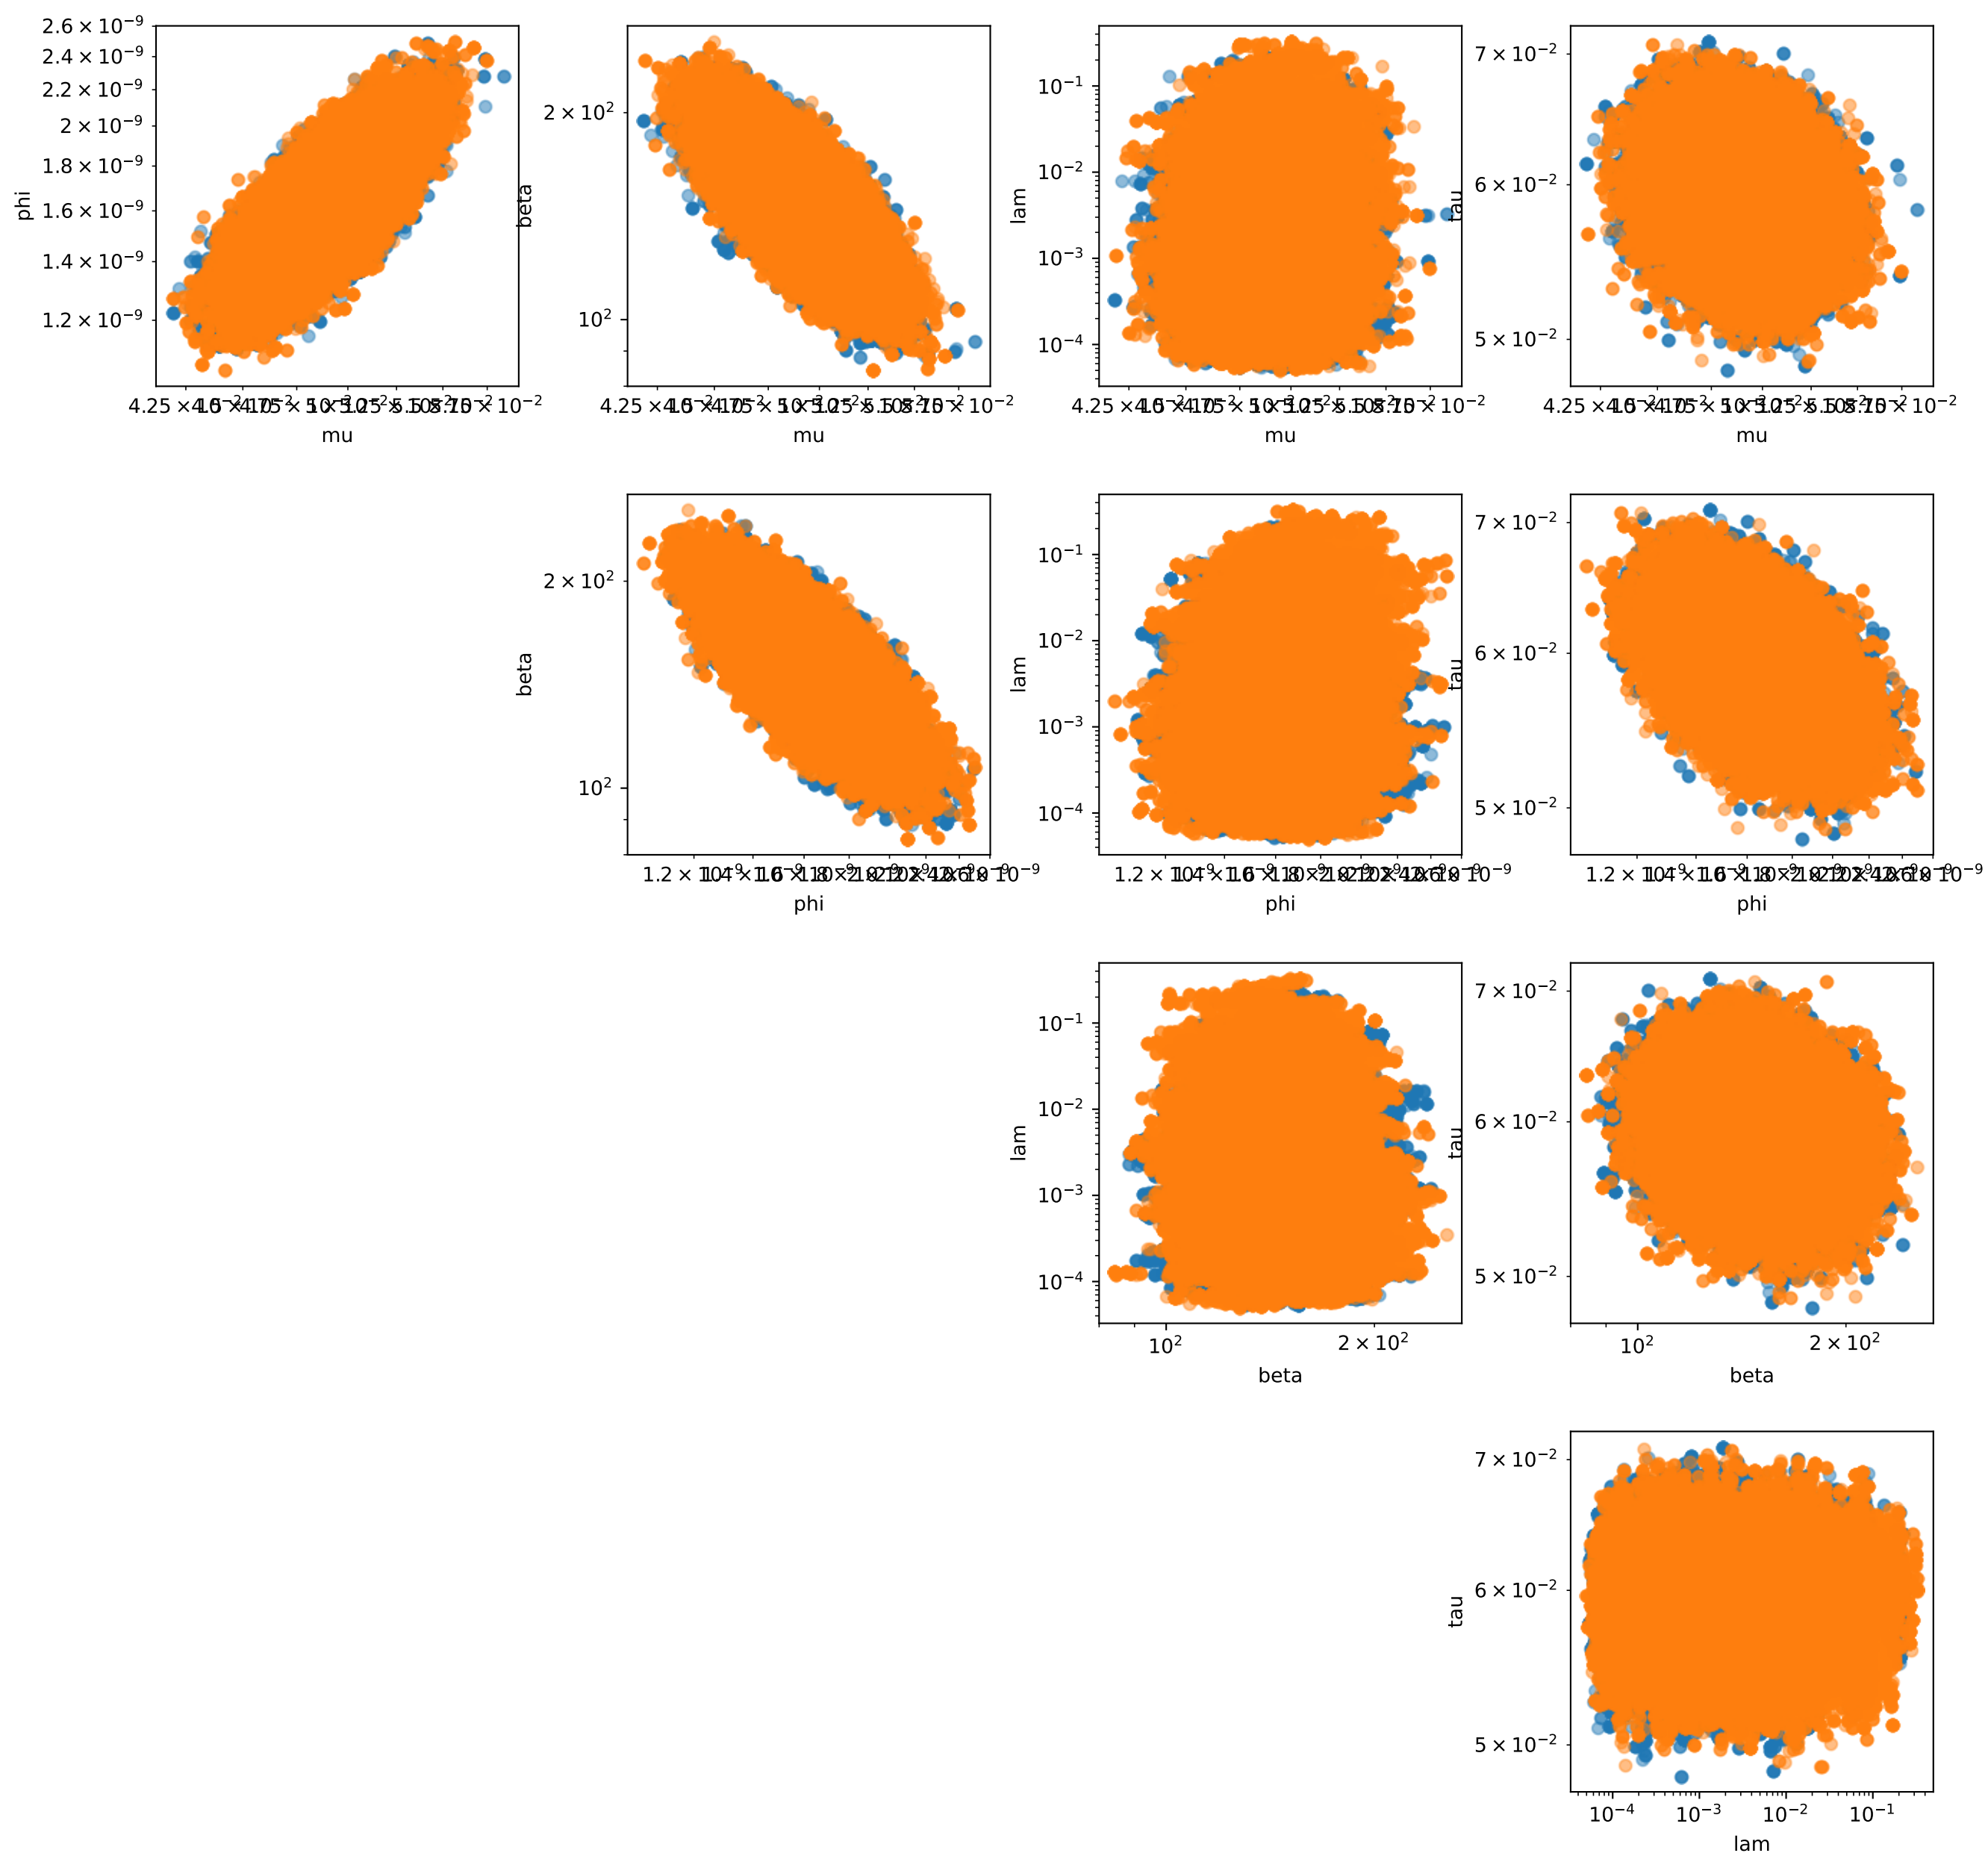 2.6 × 10⁻⁹
2.4 × 10⁻⁹
2.2 × 10⁻⁹
2 × 10⁻⁹
1.8 × 10⁻⁹
1.6 × 10⁻⁹
1.4 × 10⁻⁹
1.2 × 10⁻⁹
phi
mu
2 × 10²
10²
beta
mu
10⁻¹
10⁻²
10⁻³
10⁻⁴
lam
mu
7 × 10⁻²
6 × 10⁻²
5 × 10⁻²
tau
mu
2 × 10²
10²
beta
phi
10⁻¹
10⁻²
10⁻³
10⁻⁴
lam
phi
7 × 10⁻²
6 × 10⁻²
5 × 10⁻²
tau
phi
10⁻¹
10⁻²
10⁻³
10⁻⁴
lam
10² 2 × 10²
beta
7 × 10⁻²
6 × 10⁻²
5 × 10⁻²
tau
10² 2 × 10²
beta
7 × 10⁻²
6 × 10⁻²
5 × 10⁻²
tau
10⁻⁴ 10⁻³ 10⁻² 10⁻¹
lam